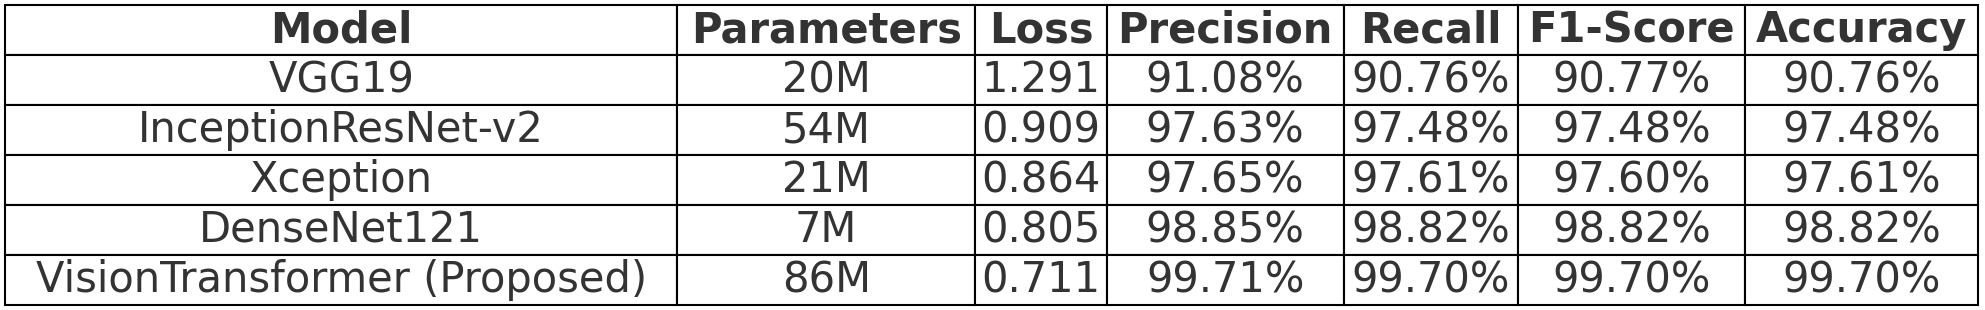 Model Parameters Loss Precision Recall F1-Score Accuracy
VGG19 20M 1.291 91.08% 90.76% 90.77% 90.76%
InceptionResNet-v2 54M 0.909 97.63% 97.48% 97.48% 97.48%
Xception 21M 0.864 97.65% 97.61% 97.60% 97.61%
DenseNet121 7M 0.805 98.85% 98.82% 98.82% 98.82%
VisionTransformer (Proposed) 86M 0.711 99.71% 99.70% 99.70% 99.70%